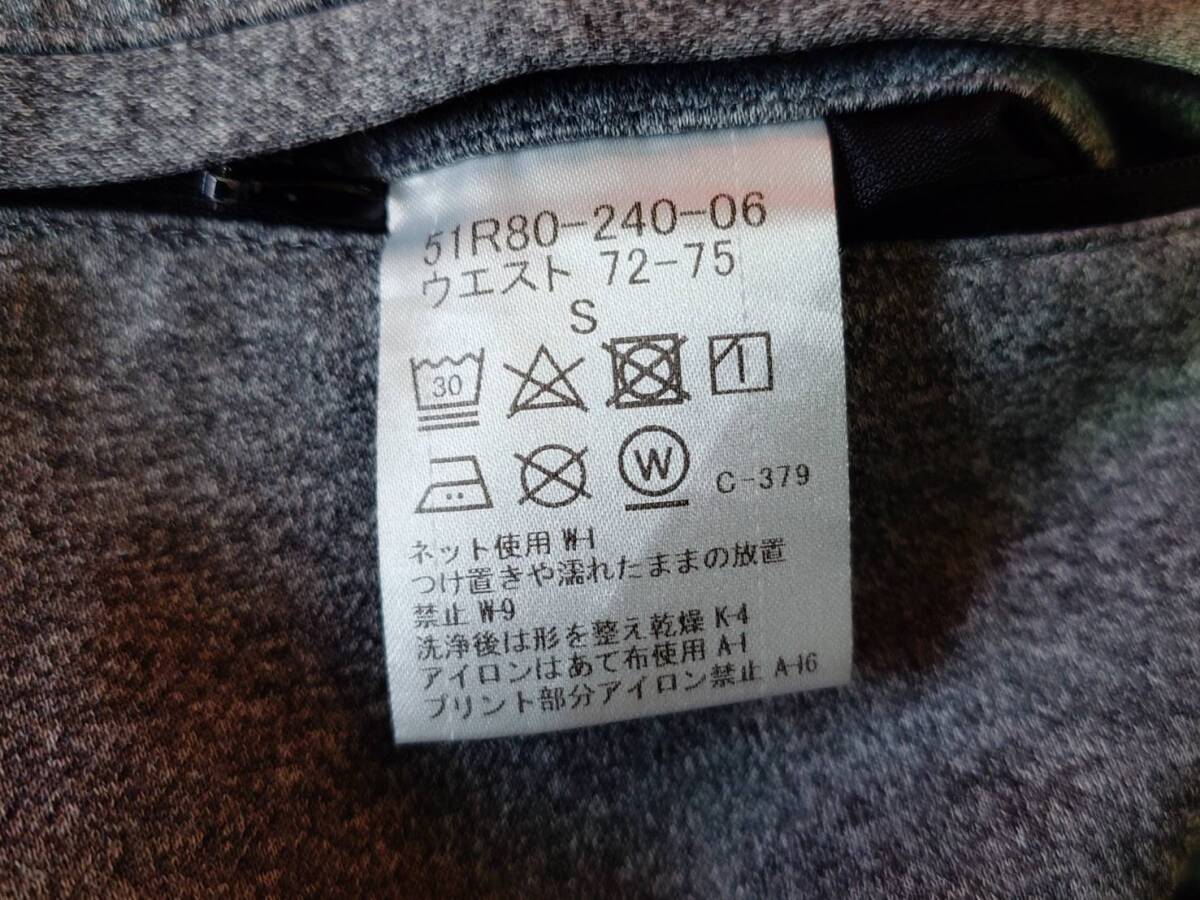 51R80-240-06
ウエスト 72-75
S
30
W C-379
ネット使用 W-1
つけ置きや濡れたままの放置
禁止 W-9
洗浄後は形を整え乾燥 K-4
アイロンはあて布使用 A-1
プリント部分アイロン禁止 A-16